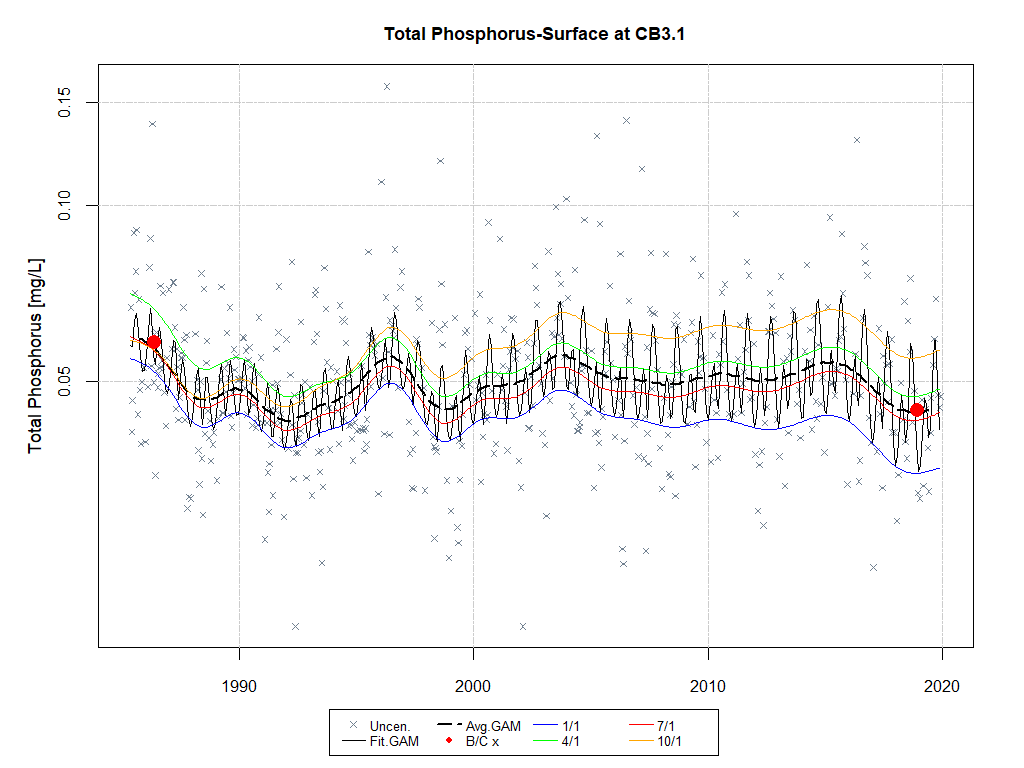 Total Phosphorus-Surface at CB3.1
Total Phosphorus [mg/L]
0.15
0.10
0.05
1990 2000 2010 2020
Uncen. Avg.GAM 1/1 7/1
Fit.GAM B/C x 4/1 10/1